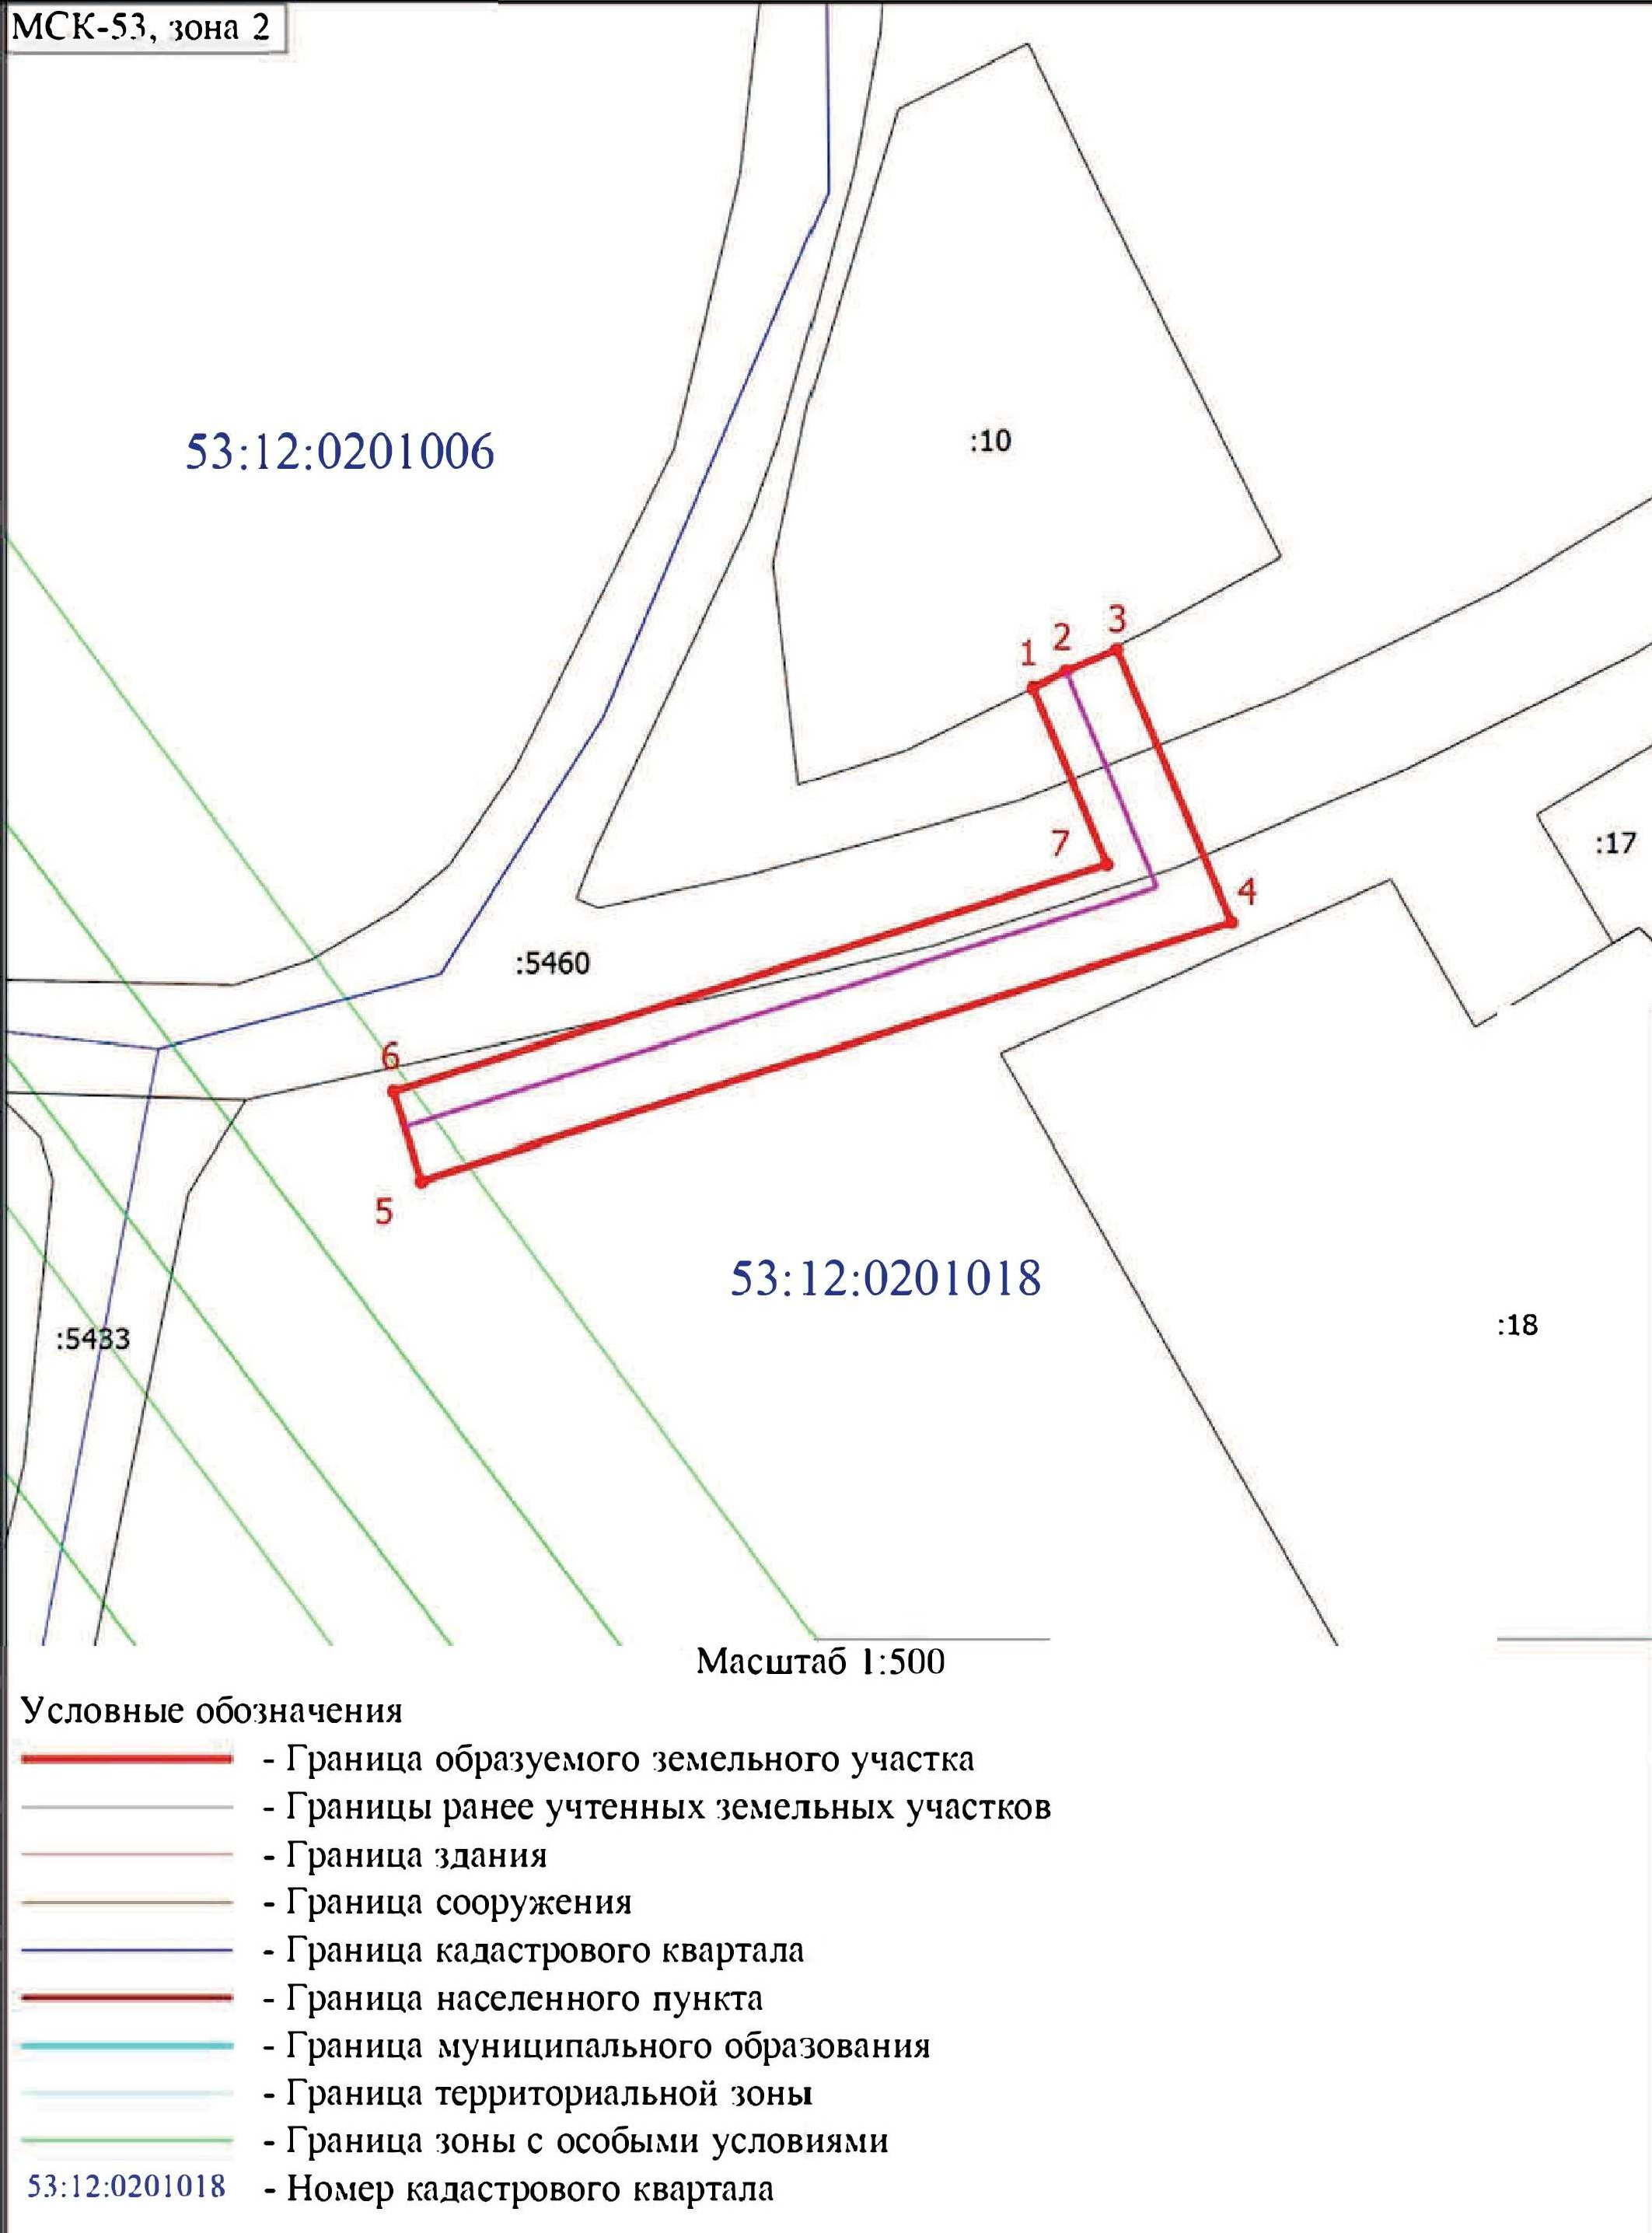 МСК-53, зона 2
53:12:0201006
:10
3
2
1
7
:17
4
:5460
6
5
53:12:0201018
:18
:5433
Масштаб 1:500
Условные обозначения
- Граница образуемого земельного участка
- Границы ранее учтенных земельных участков
- Граница здания
- Граница сооружения
- Граница кадастрового квартала
- Граница населенного пункта
- Граница муниципального образования
- Граница территориальной зоны
- Граница зоны с особыми условиями
53:12:0201018 - Номер кадастрового квартала